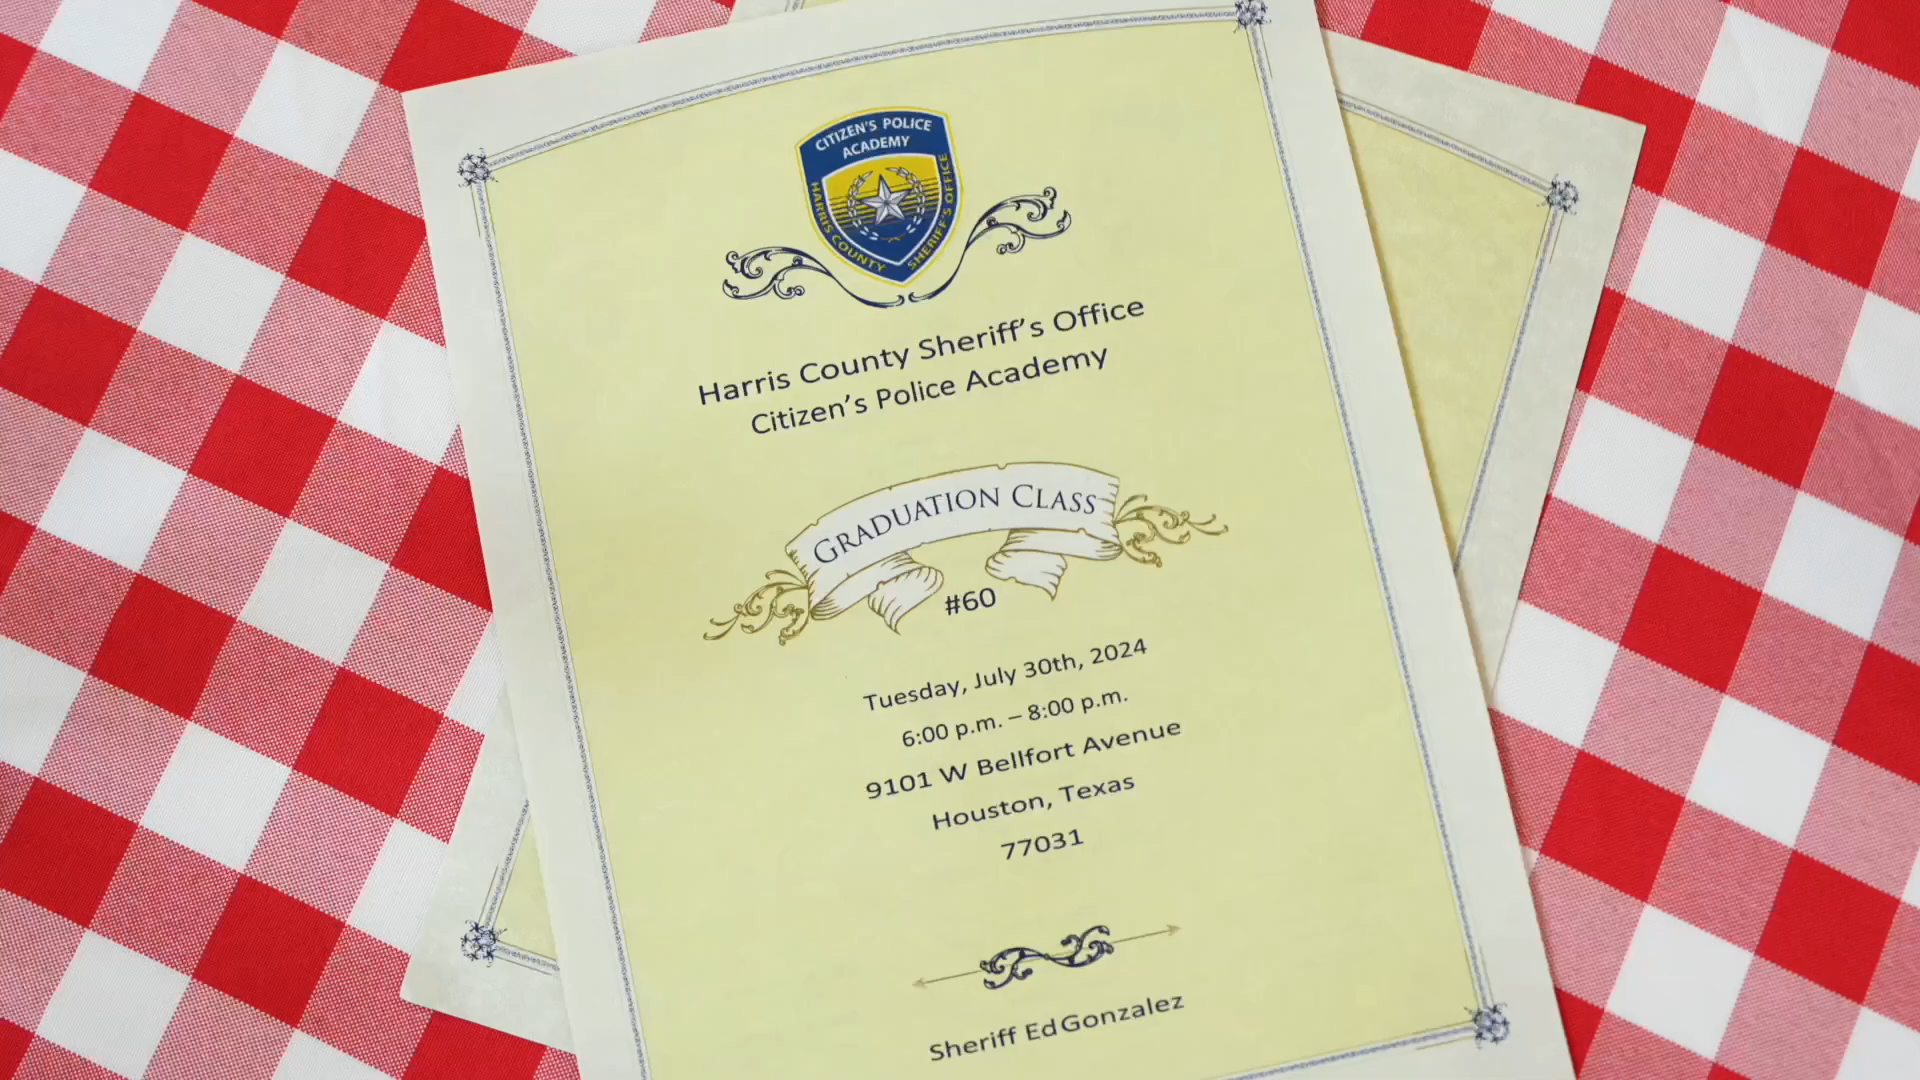 CITIZEN'S POLICE
ACADEMY
HARRIS COUNTY
SHERIFF'S OFFICE
Harris County Sheriff's Office
Citizen's Police Academy
GRADUATION CLASS
#60
Tuesday, July 30th, 2024
6:00 p.m. – 8:00 p.m.
9101 W Bellfort Avenue
Houston, Texas
77031
Sheriff Ed Gonzalez